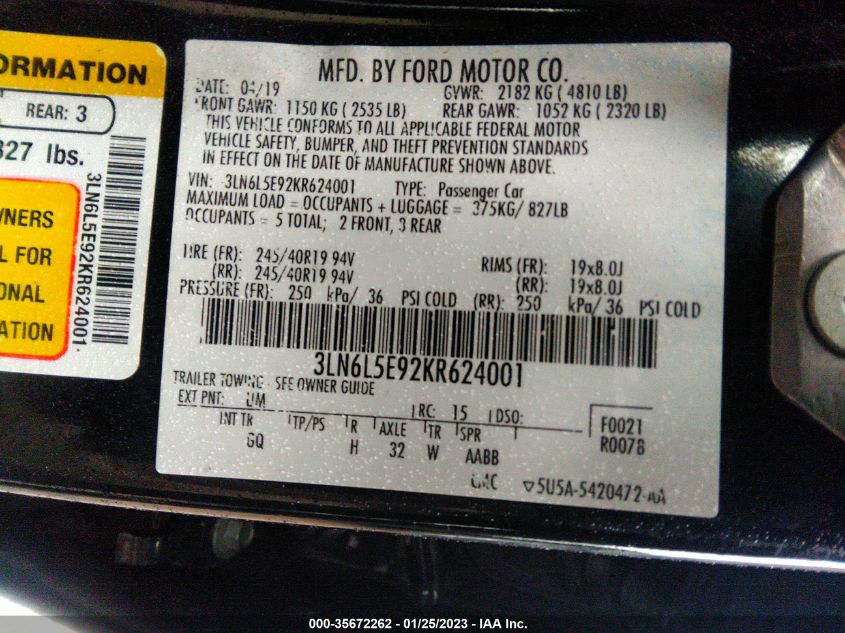 ORMATION
REAR: 3
827 lbs.
WNERS
L FOR
ONAL
ATION
3LN6L5E92KR624001
MFD. BY FORD MOTOR CO.
DATE: 04/19 GVWR: 2182 KG ( 4810 LB)
FRONT GAWR: 1150 KG ( 2535 LB) REAR GAWR: 1052 KG ( 2320 LB)
THIS VEHICLE CONFORMS TO ALL APPLICABLE FEDERAL MOTOR
VEHICLE SAFETY, BUMPER, AND THEFT PREVENTION STANDARDS
IN EFFECT ON THE DATE OF MANUFACTURE SHOWN ABOVE.
VIN: 3LN6L5E92KR624001 TYPE: Passenger Car
MAXIMUM LOAD = OCCUPANTS + LUGGAGE = 375KG/ 827LB
OCCUPANTS = 5 TOTAL; 2 FRONT, 3 REAR
TIRE (FR): 245/40R19 94V RIMS (FR): 19x8.0J
(RR): 245/40R19 94V (RR): 19x8.0J
PRESSURE (FR): 250 kPa/ 36 PSI COLD (RR): 250 kPa/ 36 PSI COLD
3LN6L5E92KR624001
TRAILER TOWING - SEE OWNER GUIDE
EXT PNT: UM RC: 15 DSO: F0021
INT TR TP/PS R AXLE TR SPR R0078
GQ H 32 W AABB
▽5U5A-5420472-AA
000-35672262 - 01/25/2023 - IAA Inc.